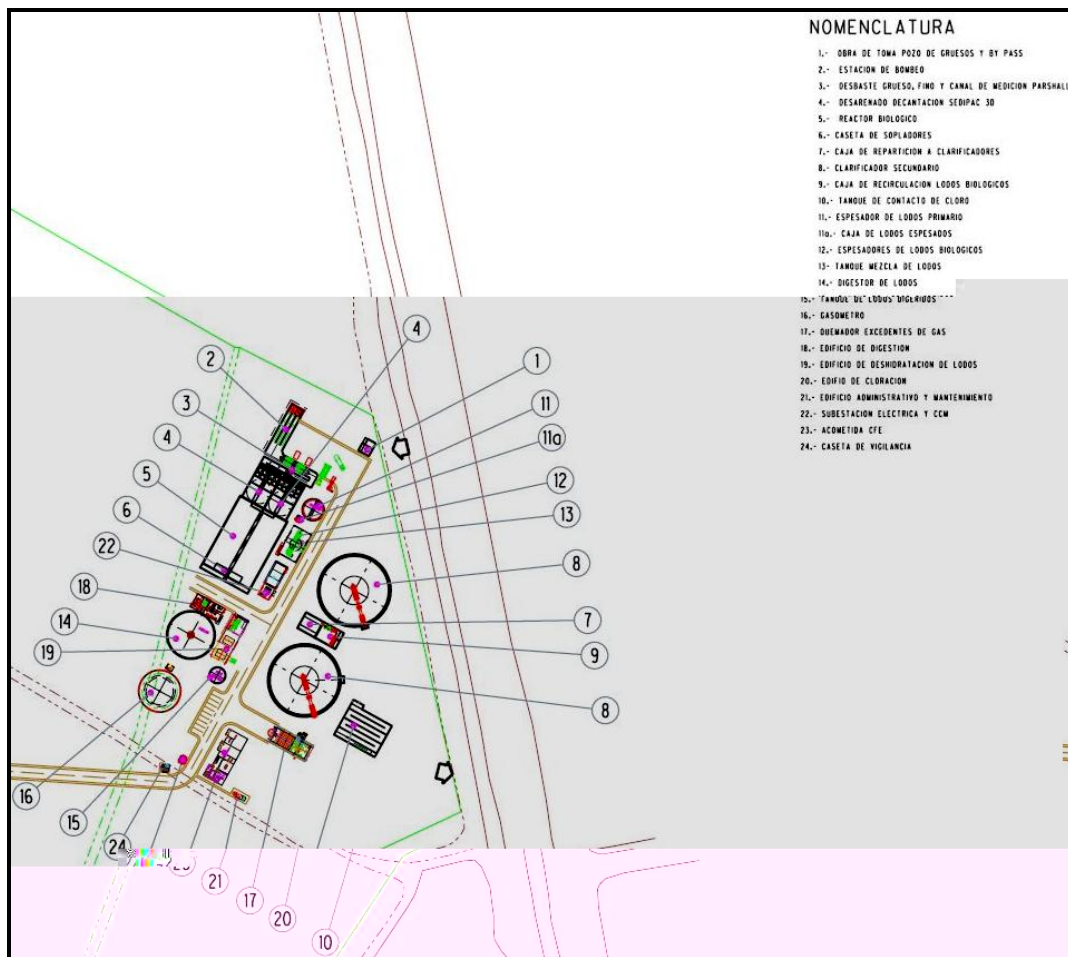 NOMENCLATURA
1.- OBRA DE TOMA POZO DE GRUESOS Y BY PASS
2.- ESTACION DE BOMBEO
3.- DESBASTE GRUESO, FINO Y CANAL DE MEDICION PARSHALL
4.- DESARENADO DECANTACION SEDIPAC 3D
5.- REACTOR BIOLOGICO
6.- CASETA DE SOPLADORES
7.- CAJA DE REPARTICION A CLARIFICADORES
8.- CLARIFICADOR SECUNDARIO
9.- CAJA DE RECIRCULACION LODOS BIOLOGICOS
10.- TANQUE DE CONTACTO DE CLORO
11.- ESPESADOR DE LODOS PRIMARIO
11a.- CAJA DE LODOS ESPESADOS
12.- ESPESADORES DE LODOS BIOLOGICOS
13- TANQUE MEZCLA DE LODOS
14.- DIGESTOR DE LODOS
15.- TANQUE DE LODOS DIGERIDOS
16.- GASOMETRO
17.- QUEMADOR EXCEDENTES DE GAS
18.- EDIFICIO DE DIGESTION
19.- EDIFICIO DE DESHIDRATACION DE LODOS
20.- EDIFIO DE CLORACION
21.- EDIFICIO ADMINISTRATIVO Y MANTENIMIENTO
22.- SUBESTACION ELECTRICA Y CCM
23.- ACOMETIDA CFE
24.- CASETA DE VIGILANCIA
4
2
1
3
11
4
11a
5
12
6
13
22
8
18
14
7
19
9
8
16
15
24
21
17
20
10